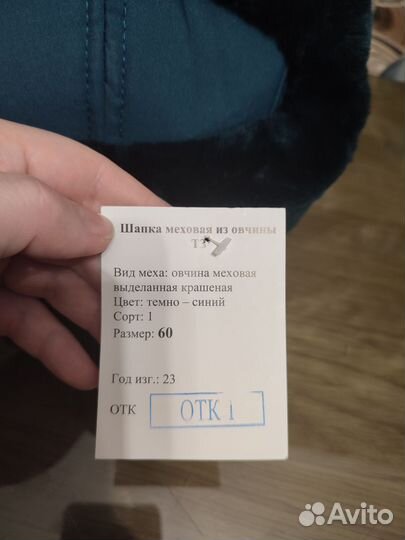 Шапка меховая из овчины
ТЗ
Вид меха: овчина меховая
выделанная крашеная
Цвет: темно – синий
Сорт: 1
Размер: 60
Год изг.: 23
ОТК ОТК 1
Avito